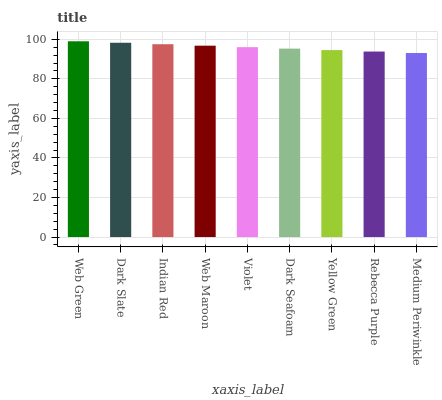 title
yaxis_label
100
80
60
40
20
0
Web Green
Dark Slate
Indian Red
Web Maroon
Violet
Dark Seafoam
Yellow Green
Rebecca Purple
Medium Periwinkle
xaxis_label